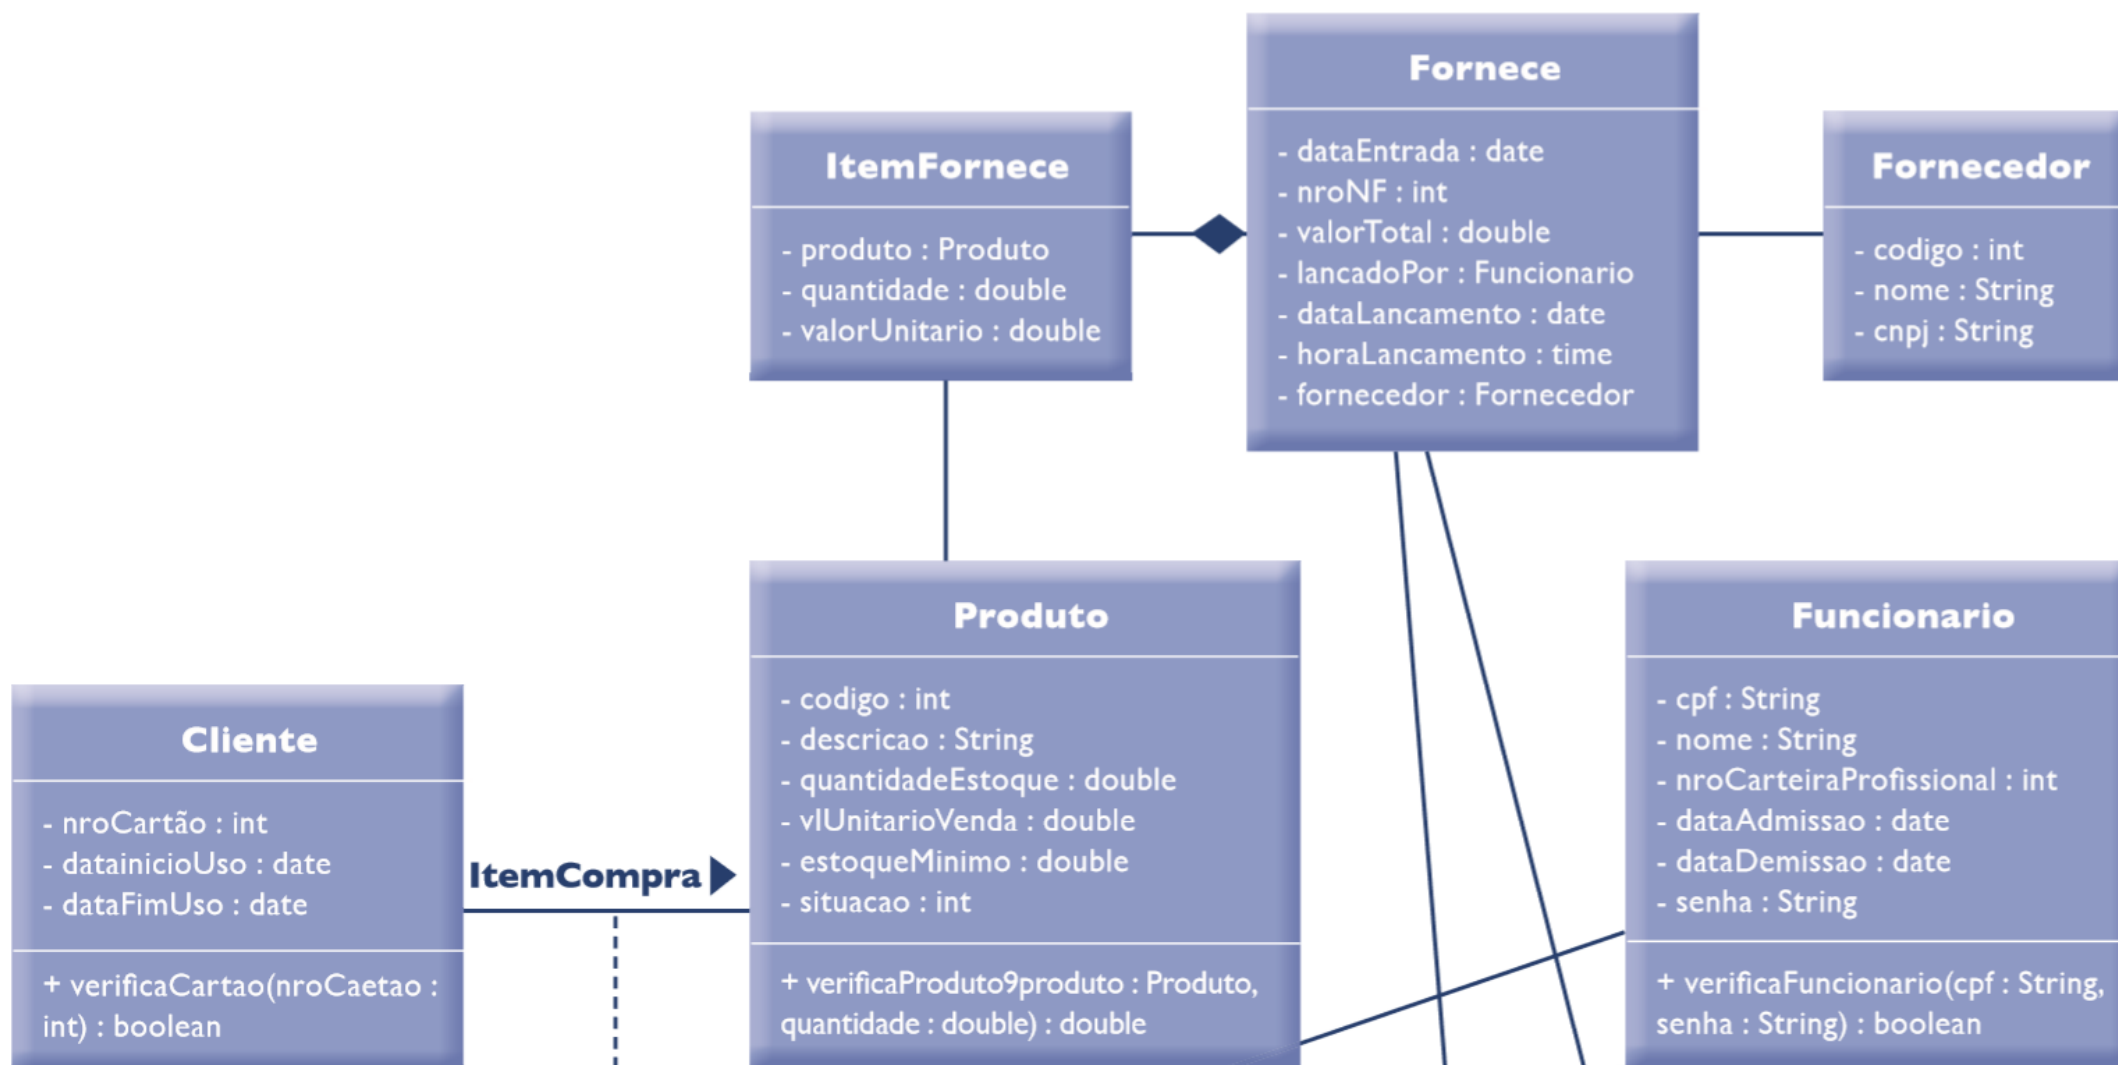 Fornece
- dataEntrada : date
- nroNF : int
- valorTotal : double
- lancadoPor : Funcionario
- dataLancamento : date
- horaLancamento : time
- fornecedor : Fornecedor
ItemFornece
- produto : Produto
- quantidade : double
- valorUnitario : double
Fornecedor
- codigo : int
- nome : String
- cnpj : String
Produto
- codigo : int
- descricao : String
- quantidadeEstoque : double
- vlUnitarioVenda : double
- estoqueMinimo : double
- situacao : int
+ verificaProduto9produto : Produto,
quantidade : double) : double
Funcionario
- cpf : String
- nome : String
- nroCarteiraProfissional : int
- dataAdmissao : date
- dataDemissao : date
- senha : String
+ verificaFuncionario(cpf : String,
senha : String) : boolean
Cliente
- nroCartão : int
- datainicioUso : date
- dataFimUso : date
+ verificaCartao(nroCaetao :
int) : boolean
ItemCompra